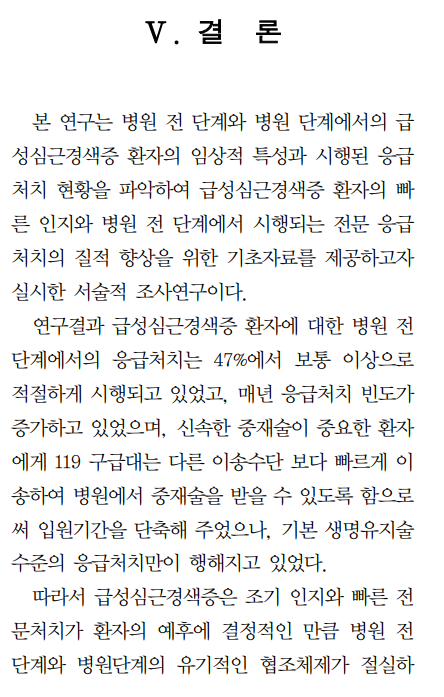 V. 결 론
본 연구는 병원 전 단계와 병원 단계에서의 급
성심근경색증 환자의 임상적 특성과 시행된 응급
처치 현황을 파악하여 급성심근경색증 환자의 빠
른 인지와 병원 전 단계에서 시행되는 전문 응급
처치의 질적 향상을 위한 기초자료를 제공하고자
실시한 서술적 조사연구이다.
연구결과 급성심근경색증 환자에 대한 병원 전
단계에서의 응급처치는 47%에서 보통 이상으로
적절하게 시행되고 있었고, 매년 응급처치 빈도가
증가하고 있었으며, 신속한 중재술이 중요한 환자
에게 119 구급대는 다른 이송수단 보다 빠르게 이
송하여 병원에서 중재술을 받을 수 있도록 함으로
써 입원기간을 단축해 주었으나, 기본 생명유지술
수준의 응급처치만이 행해지고 있었다.
따라서 급성심근경색증은 조기 인지와 빠른 전
문처치가 환자의 예후에 결정적인 만큼 병원 전
단계와 병원단계의 유기적인 협조체제가 절실하